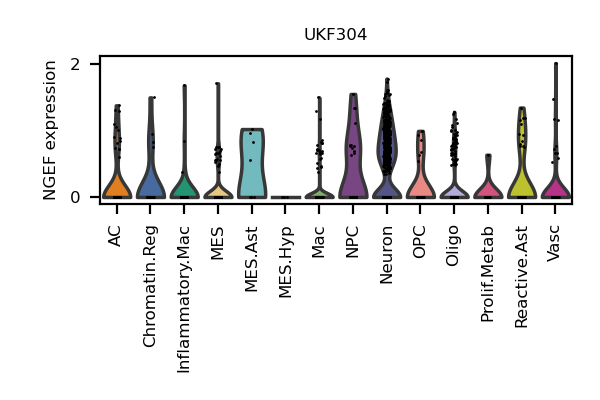 UKF304
NGEF expression
2
0
AC
Chromatin.Reg
Inflammatory.Mac
MES
MES.Ast
MES.Hyp
Mac
NPC
Neuron
OPC
Oligo
Prolif.Metab
Reactive.Ast
Vasc